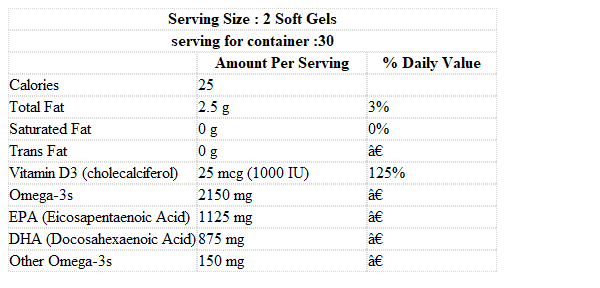 Serving Size : 2 Soft Gels
serving for container :30
Amount Per Serving % Daily Value
Calories 25
Total Fat 2.5 g 3%
Saturated Fat 0 g 0%
Trans Fat 0 g â€
Vitamin D3 (cholecalciferol) 25 mcg (1000 IU) 125%
Omega-3s 2150 mg â€
EPA (Eicosapentaenoic Acid) 1125 mg â€
DHA (Docosahexaenoic Acid) 875 mg â€
Other Omega-3s 150 mg â€